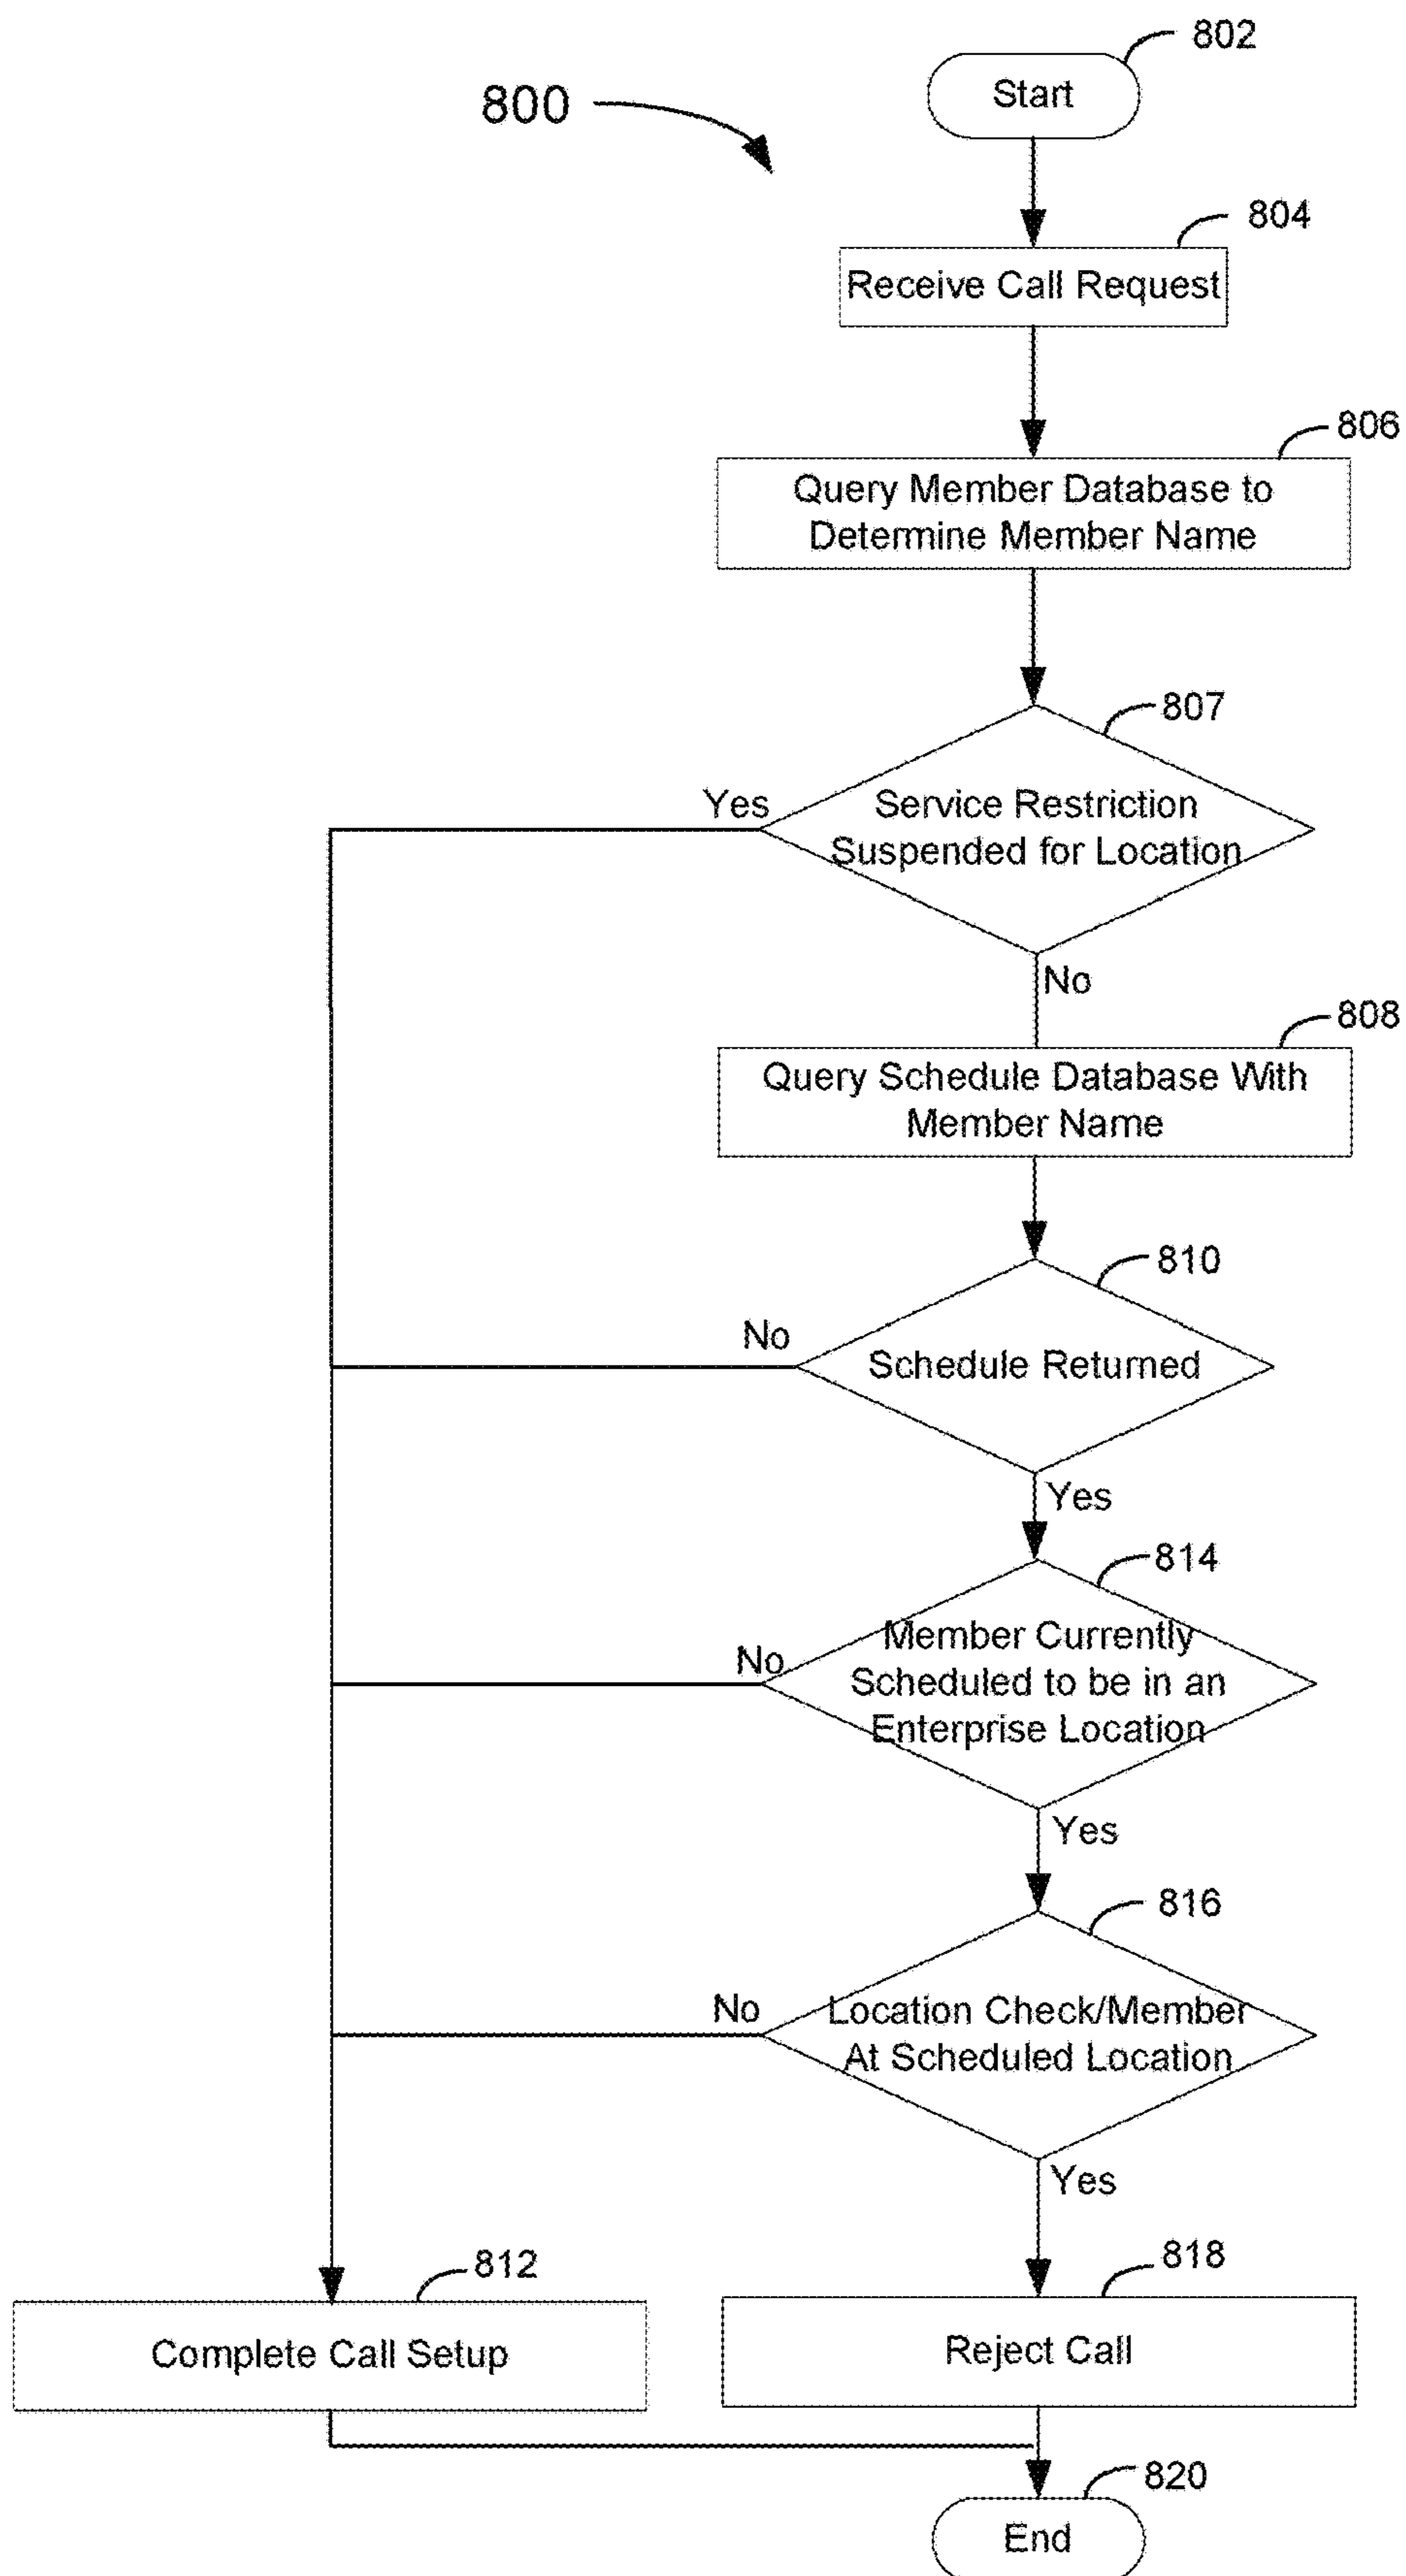 802
Start
800
804
Receive Call Request
806
Query Member Database to
Determine Member Name
807
Yes
Service Restriction
Suspended for Location
No
808
Query Schedule Database With
Member Name
810
No
Schedule Returned
Yes
814
No
Member Currently
Scheduled to be in an
Enterprise Location
Yes
816
No
Location Check/Member
At Scheduled Location
Yes
812
Complete Call Setup
818
Reject Call
820
End